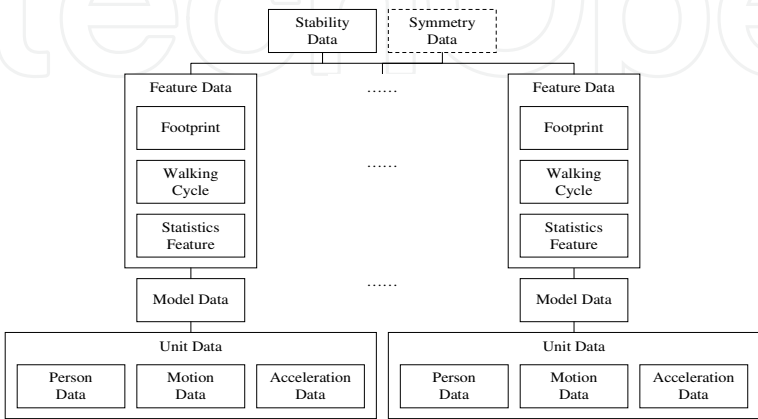 Stability
Data
Symmetry
Data
Feature Data
Footprint
Walking
Cycle
Statistics
Feature
Model Data
Unit Data
Person
Data
Motion
Data
Acceleration
Data
……
……
……
Feature Data
Footprint
Walking
Cycle
Statistics
Feature
Model Data
Unit Data
Person
Data
Motion
Data
Acceleration
Data